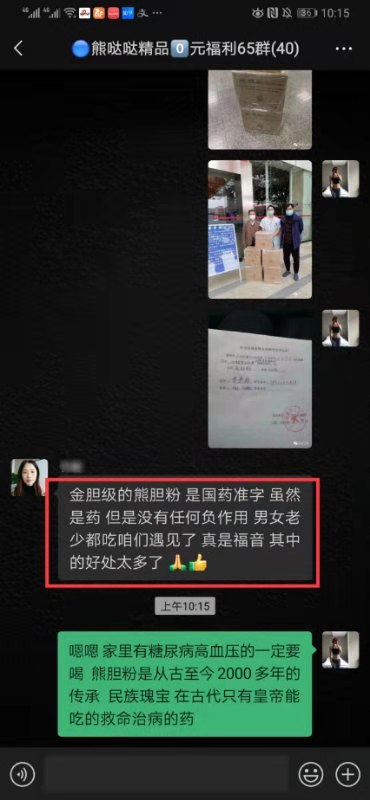 10:15
熊哒哒精品0元福利65群(40)
金胆级的熊胆粉 是国药准字 虽然
是药 但是没有任何负作用 男女老
少都吃咱们遇见了 真是福音 其中
的好处太多了
上午10:15
嗯嗯 家里有糖尿病高血压的一定要
喝 熊胆粉是从古至今 2000 多年的
传承 民族瑰宝 在古代只有皇帝能
吃的救命治病的药